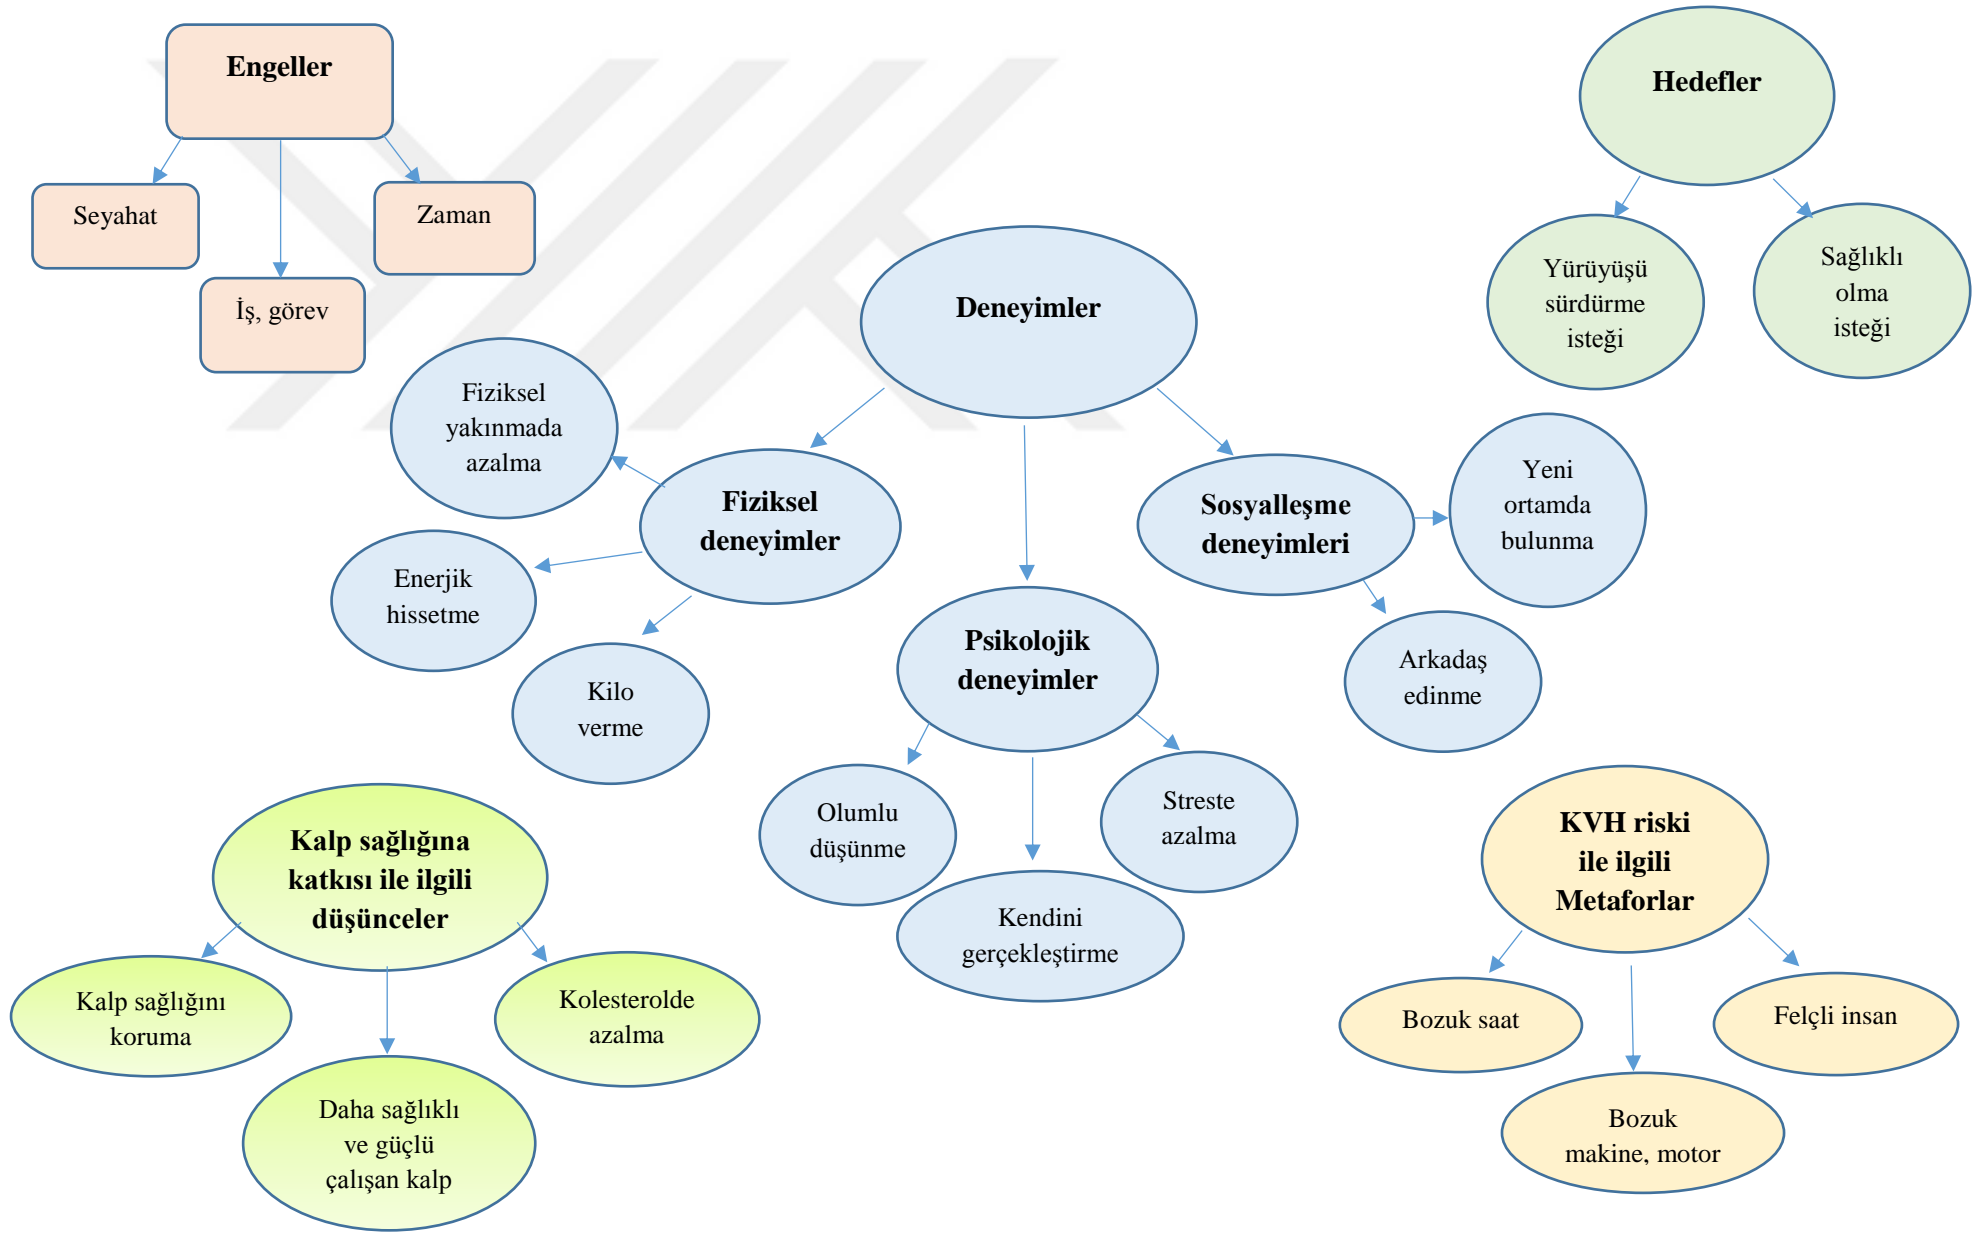 Engeller
Seyahat
Zaman
İş, görev
Hedefler
Yürüyüşü
sürdürme
isteği
Sağlıklı
olma
isteği
Deneyimler
Fiziksel
deneyimler
Fiziksel
yakınmada
azalma
Enerjik
hissetme
Kilo
verme
Psikolojik
deneyimler
Olumlu
düşünme
Kendini
gerçekleştirme
Streste
azalma
Sosyalleşme
deneyimleri
Yeni
ortamda
bulunma
Arkadaş
edinme
Kalp sağlığına
katkısı ile ilgili
düşünceler
Kalp sağlığını
koruma
Daha sağlıklı
ve güçlü
çalışan kalp
Kolesterolde
azalma
KVH riski
ile ilgili
Metaforlar
Bozuk saat
Bozuk
makine, motor
Felçli insan